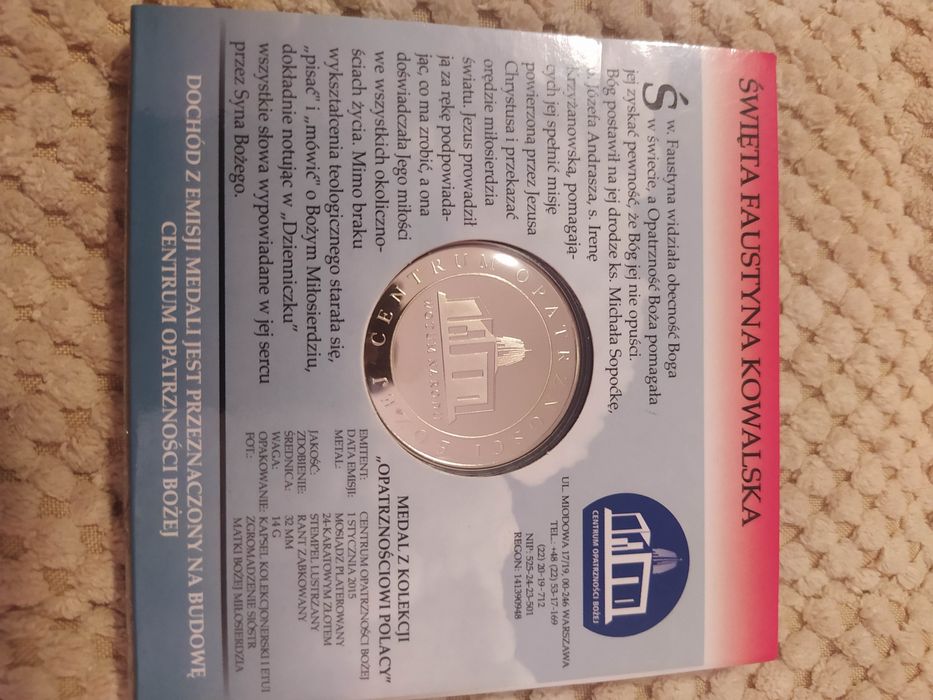 ŚWIĘTA FAUSTYNA KOWALSKA
Św. Faustyna widziała obecność Boga
w świecie, a Opatrzność Boża pomagała
jej zyskać pewność, że Bóg jej nie opuści.
Bóg postawił na jej drodze ks. Michała Sopoćkę,
o. Józefa Andrasza, s. Irenę
Krzyżanowską, pomagają-
cych jej spełnić misję
powierzoną przez Jezusa
Chrystusa i przekazać
orędzie miłosierdzia
światu. Jezus prowadził
ją za rękę podpowiada-
jąc, co ma zrobić, a ona
doświadczała Jego miłości
we wszystkich okoliczno-
ściach życia. Mimo braku
wykształcenia teologicznego starała się,
„pisać" i „mówić" o Bożym Miłosierdziu,
dokładnie notując w „Dzienniczku"
wszystkie słowa wypowiadane w jej sercu
przez Syna Bożego.
CENTRUM OPATRZNOŚCI BOŻEJ
UL. MIODOWA 17/19, 00-246 WARSZAWA
TEL.: +48 (22) 53-17-169
(22) 20-19-712
NIP: 525-24-23-501
REGON: 141390948
CENTRUM OPATRZNOŚCI BOŻEJ
WOTUM NARODU
MEDAL Z KOLEKCJI
„OPATRZNOŚCIOWI POLACY"
EMITENT: CENTRUM OPATRZNOŚCI BOŻEJ
DATA EMISJI: 1 STYCZNIA 2015
METAL: MOSIĄDZ PLATEROWANY
24-KARATOWYM ZŁOTEM
JAKOŚĆ: STEMPEL LUSTRZANY
ZDOBIENIE: RANT ZĄBKOWANY
ŚREDNICA: 32 MM
WAGA: 14 G
OPAKOWANIE: KAPSEL KOLEKCJONERSKI I ETUI
FOT.: ZGROMADZENIE SIÓSTR
MATKI BOŻEJ MIŁOSIERDZIA
DOCHÓD Z EMISJI MEDALI JEST PRZEZNACZONY NA BUDOWĘ
CENTRUM OPATRZNOŚCI BOŻEJ